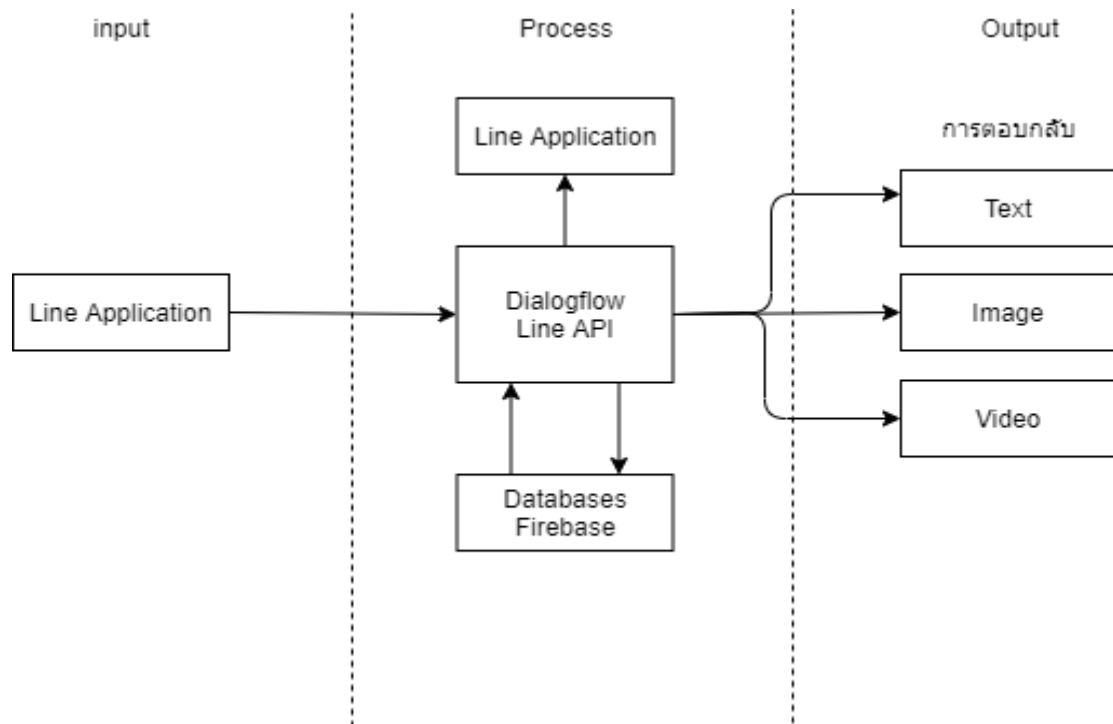 input
Process
Output
Line Application
การตอบกลับ
Text
Line Application
Dialogflow
Line API
Image
Video
Databases
Firebase